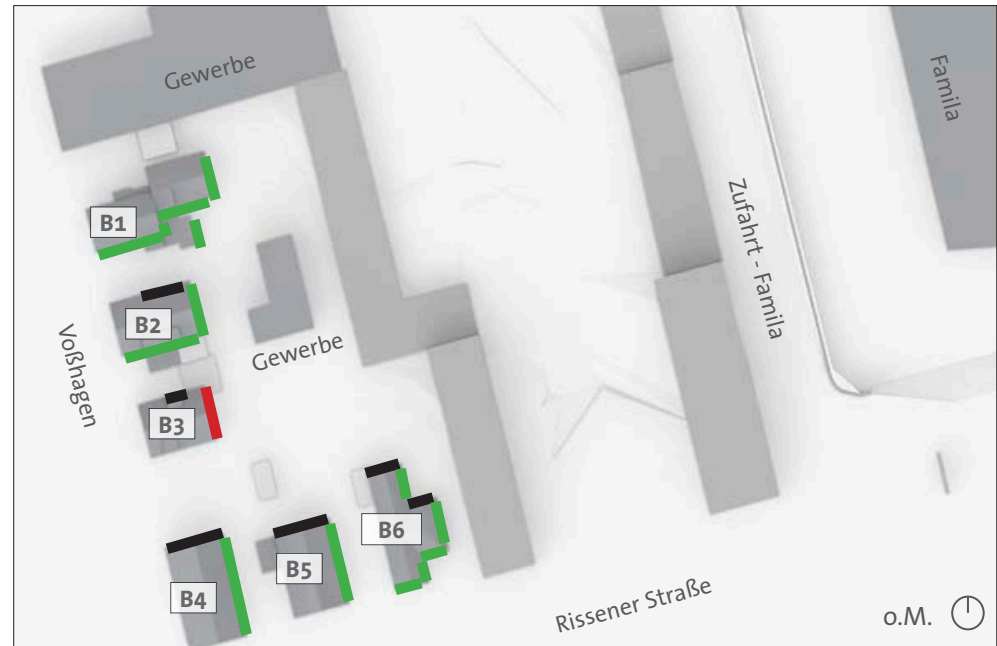 Gewerbe
Famila
B1
Zufahrt - Famila
B2
Voßhagen
Gewerbe
B3
B6
B5
B4
Rissener Straße
o.M.